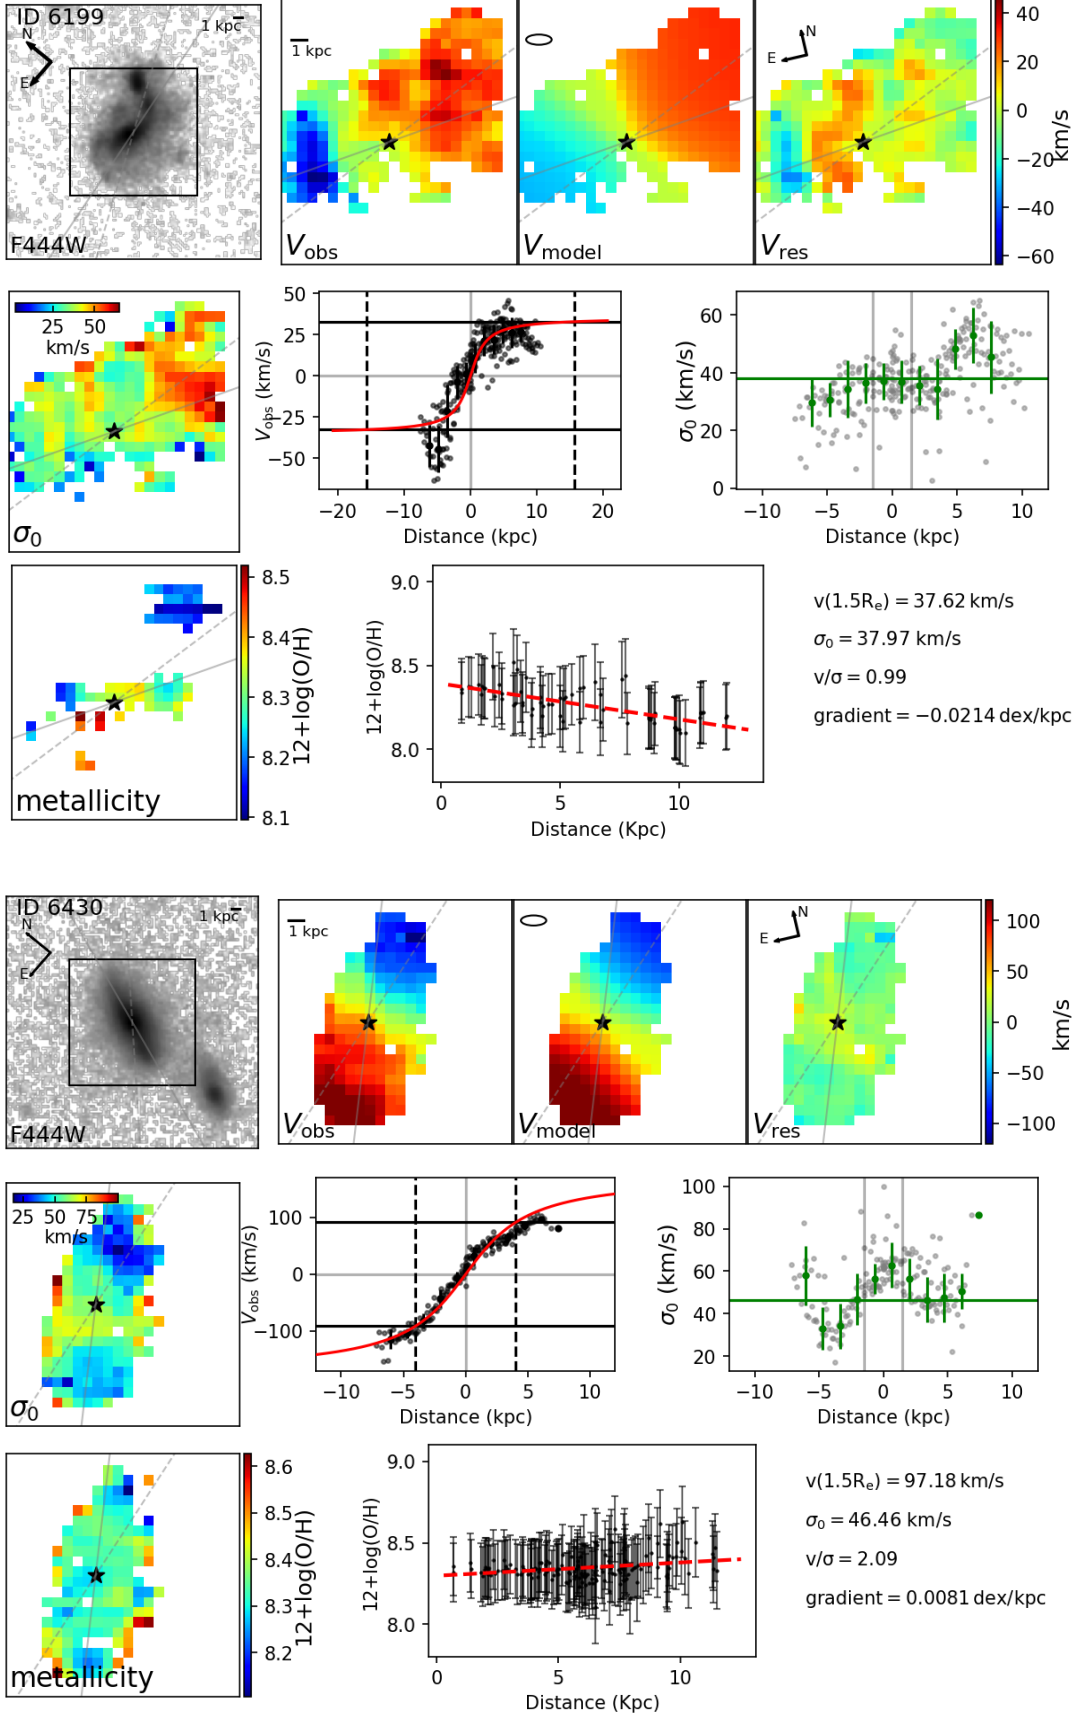 ID 6199
N
E
1 kpc
F444W
1 kpc
V_obs
V_model
N
E
V_res
40
20
0
−20
−40
−60
km/s
25 50
km/s
σ₀
50
25
0
−25
−50
V_obs (km/s)
−20 −10 0 10 20
Distance (kpc)
60
40
20
0
σ₀ (km/s)
−10 −5 0 5 10
Distance (kpc)
metallicity
8.5
8.4
8.3
8.2
8.1
12+log(O/H)
9.0
8.5
8.0
12+log(O/H)
0 5 10
Distance (Kpc)
v(1.5Rₑ) = 37.62 km/s
σ₀ = 37.97 km/s
v/σ = 0.99
gradient = −0.0214 dex/kpc
ID 6430
N
E
1 kpc
F444W
1 kpc
V_obs
V_model
N
E
V_res
100
50
0
−50
−100
km/s
25 50 75
km/s
σ₀
100
0
−100
V_obs (km/s)
−10 −5 0 5 10
Distance (kpc)
100
80
60
40
20
σ₀ (km/s)
−10 −5 0 5 10
Distance (kpc)
metallicity
8.6
8.5
8.4
8.3
8.2
12+log(O/H)
9.0
8.5
8.0
12+log(O/H)
0 5 10
Distance (Kpc)
v(1.5Rₑ) = 97.18 km/s
σ₀ = 46.46 km/s
v/σ = 2.09
gradient = 0.0081 dex/kpc